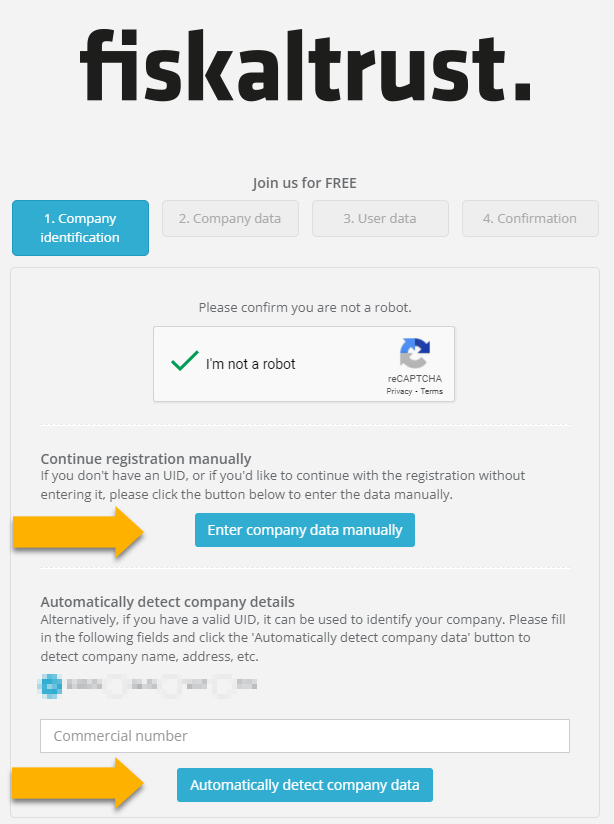 fiskaltrust.
Join us for FREE
1. Company
identification
2. Company data
3. User data
4. Confirmation
Please confirm you are not a robot.
I'm not a robot
reCAPTCHA
Privacy - Terms
Continue registration manually
If you don't have an UID, or if you'd like to continue with the registration without
entering it, please click the button below to enter the data manually.
Enter company data manually
Automatically detect company details
Alternatively, if you have a valid UID, it can be used to identify your company. Please fill
in the following fields and click the 'Automatically detect company data' button to
detect company name, address, etc.
Commercial number
Automatically detect company data